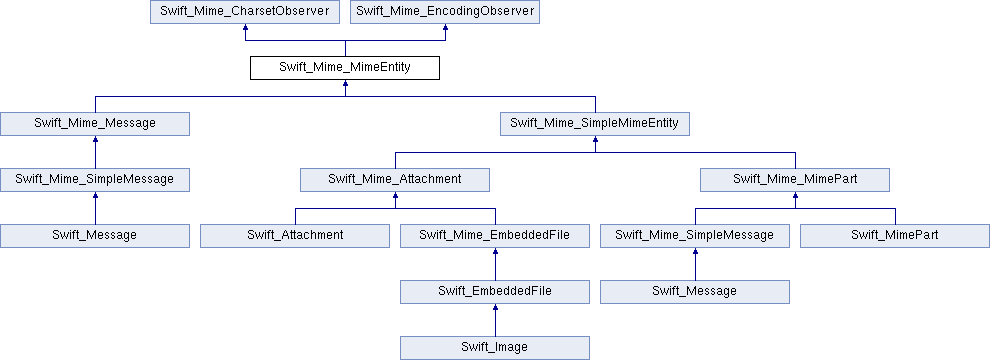 Swift_Mime_CharsetObserver
Swift_Mime_EncodingObserver
Swift_Mime_MimeEntity
Swift_Mime_Message
Swift_Mime_SimpleMimeEntity
Swift_Mime_SimpleMessage
Swift_Mime_Attachment
Swift_Mime_MimePart
Swift_Message
Swift_Attachment
Swift_Mime_EmbeddedFile
Swift_Mime_SimpleMessage
Swift_MimePart
Swift_EmbeddedFile
Swift_Message
Swift_Image